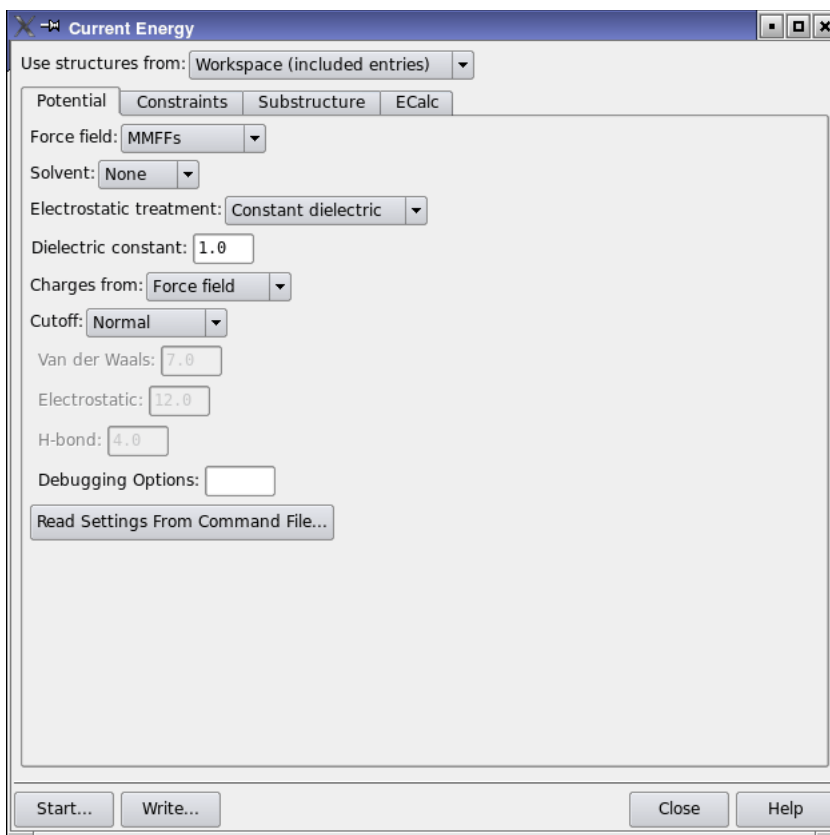 Current Energy
Use structures from: Workspace (included entries)
Potential Constraints Substructure ECalc
Force field: MMFFs
Solvent: None
Electrostatic treatment: Constant dielectric
Dielectric constant: 1.0
Charges from: Force field
Cutoff: Normal
Van der Waals: 7.0
Electrostatic: 12.0
H-bond: 4.0
Debugging Options:
Read Settings From Command File...
Start... Write... Close Help